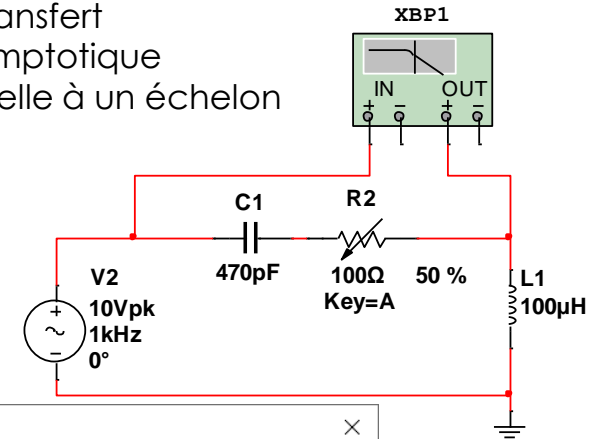 ansfert
mptotique
elle à un échelon
XBP1
IN OUT
+ − + −
C1
R2
470pF
100Ω 50 %
Key=A
V2
10Vpk
1kHz
0°
+
~
−
L1
100µH
×